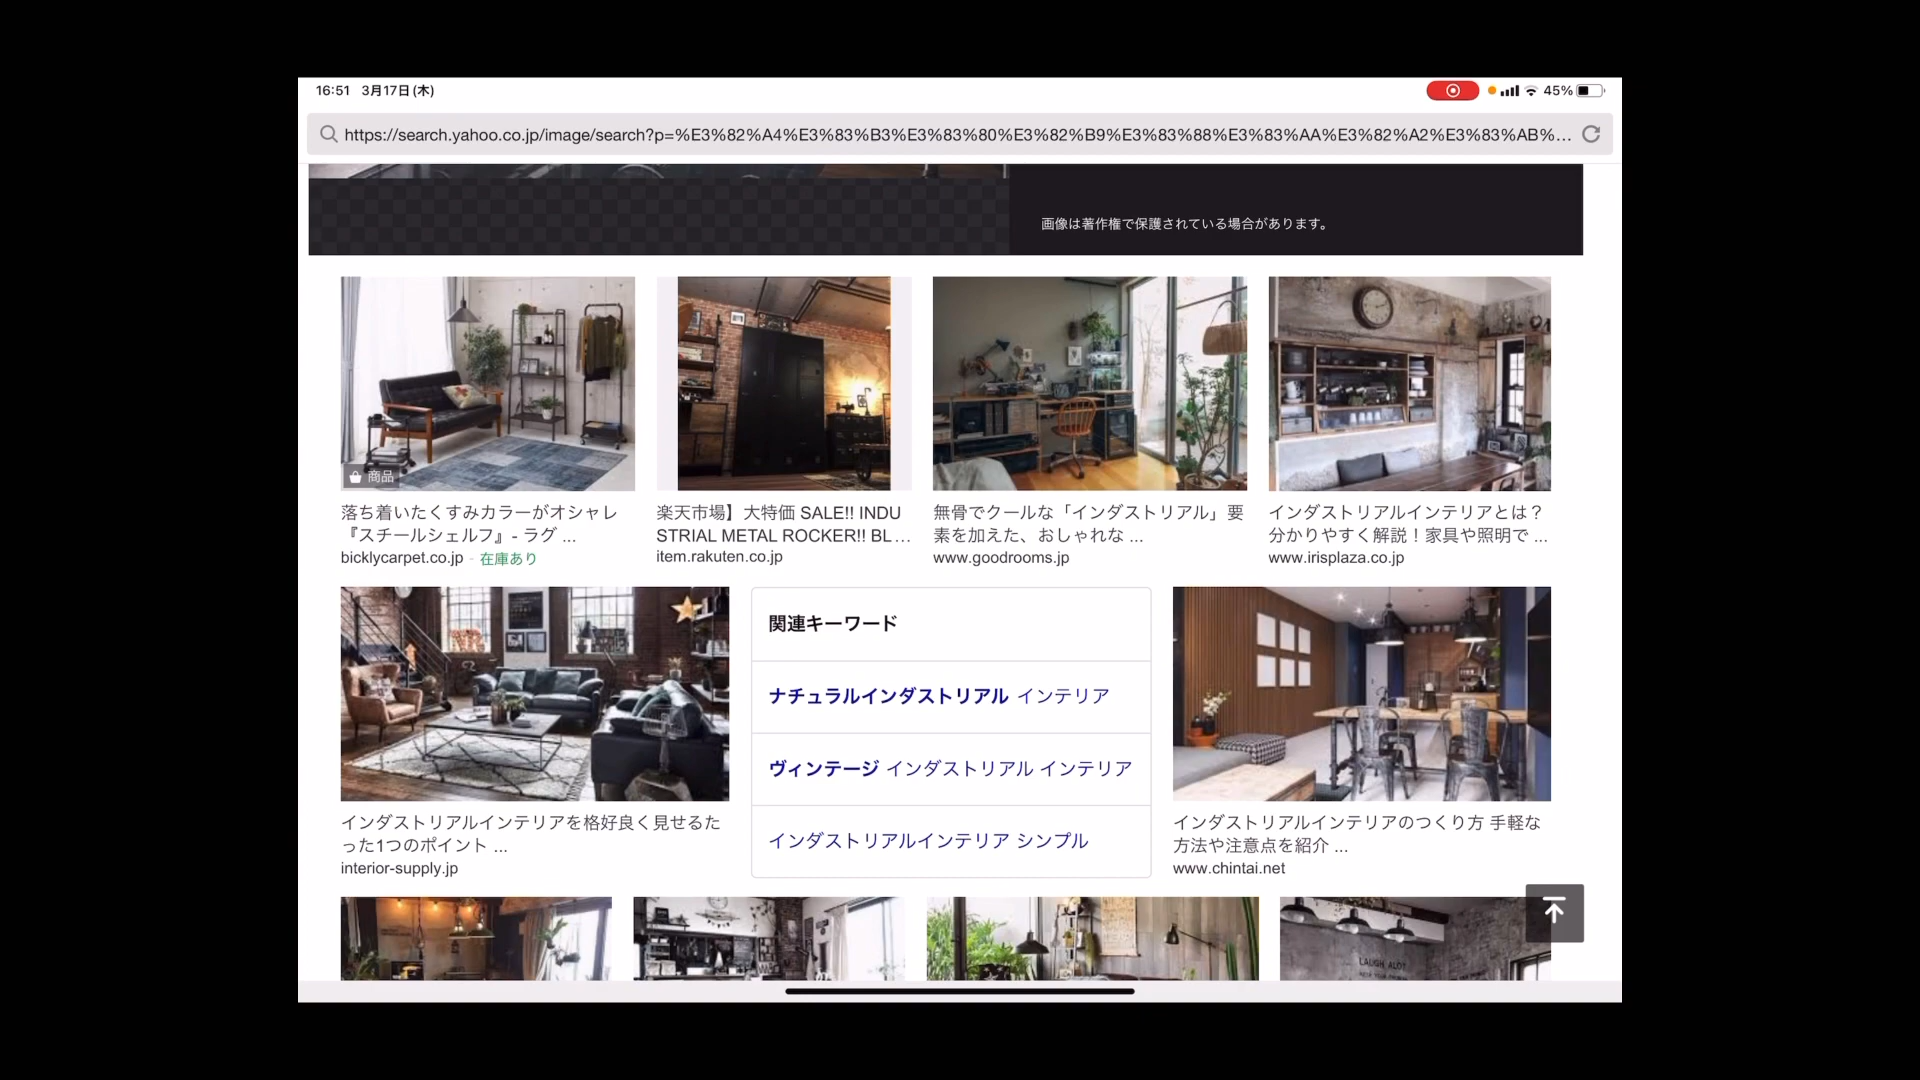 16:51 3月17日(木)
45%
https://search.yahoo.co.jp/image/search?p=%E3%82%A4%E3%83%B3%E3%83%80%E3%82%B9%E3%83%88%E3%83%AA%E3%82%A2%E3%83%AB%...
画像は著作権で保護されている場合があります。
商品
落ち着いたくすみカラーがオシャレ
『スチールシェルフ』- ラグ ...
bicklycarpet.co.jp - 在庫あり
楽天市場】大特価 SALE!! INDU
STRIAL METAL ROCKER!! BL...
item.rakuten.co.jp
無骨でクールな「インダストリアル」要
素を加えた、おしゃれな ...
www.goodrooms.jp
インダストリアルインテリアとは？
分かりやすく解説！家具や照明で ...
www.irisplaza.co.jp
インダストリアルインテリアを格好良く見せるた
った1つのポイント ...
interior-supply.jp
関連キーワード
ナチュラルインダストリアル インテリア
ヴィンテージ インダストリアル インテリア
インダストリアルインテリア シンプル
インダストリアルインテリアのつくり方 手軽な
方法や注意点を紹介 ...
www.chintai.net
LAUGH ALOT